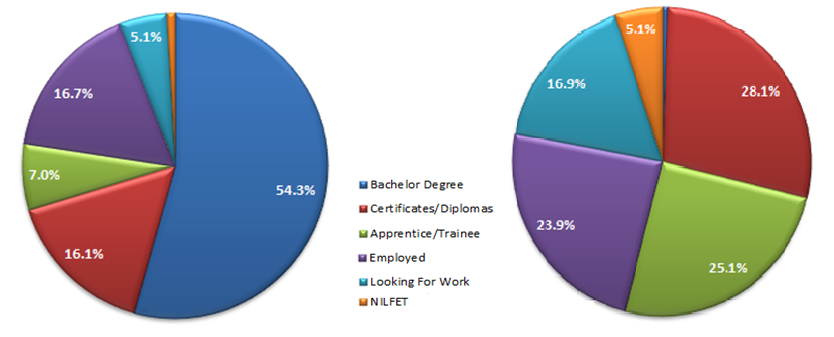 5.1%
16.7%
7.0%
16.1%
54.3%
Bachelor Degree
Certificates/Diplomas
Apprentice/Trainee
Employed
Looking For Work
NILFET
5.1%
16.9%
28.1%
23.9%
25.1%